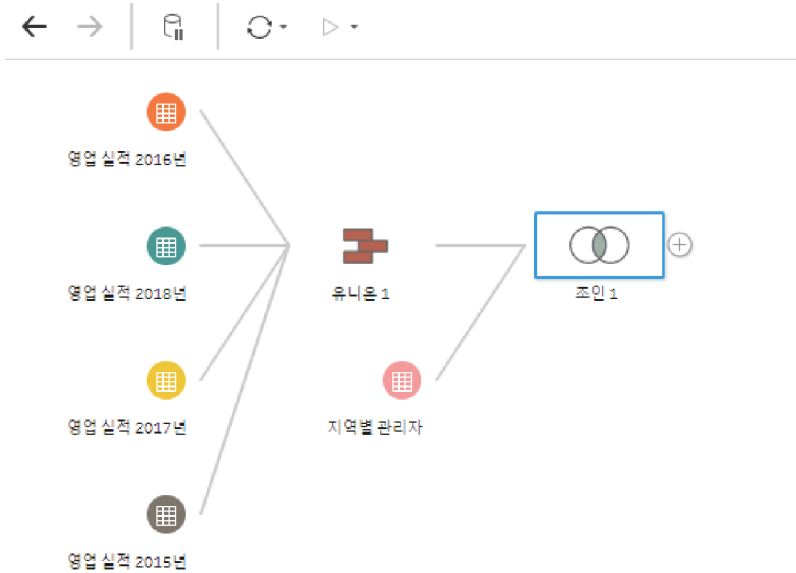 영업 실적 2016년
영업 실적 2018년
유니온 1
조인 1
영업 실적 2017년
지역별 관리자
영업 실적 2015년